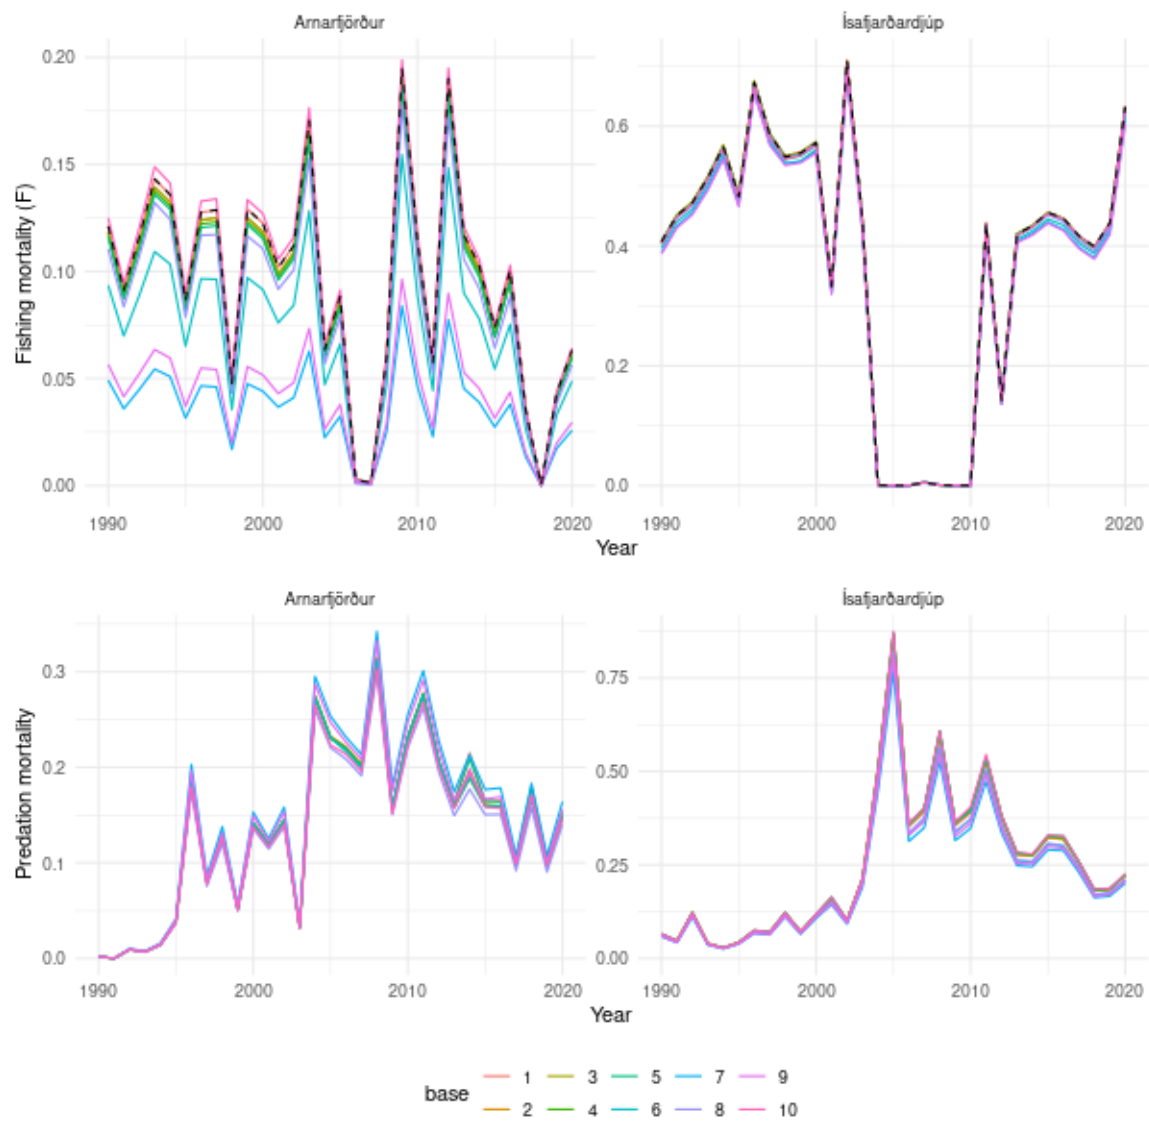 Arnarfjörður
Ísafjarðardjúp
Fishing mortality (F)
0.20
0.15
0.10
0.05
0.00
0.6
0.4
0.2
0.0
1990 2000 2010 2020
1990 2000 2010 2020
Year
Arnarfjörður
Ísafjarðardjúp
Predation mortality
0.3
0.2
0.1
0.0
0.75
0.50
0.25
0.00
1990 2000 2010 2020
1990 2000 2010 2020
Year
base
1 3 5 7 9
2 4 6 8 10